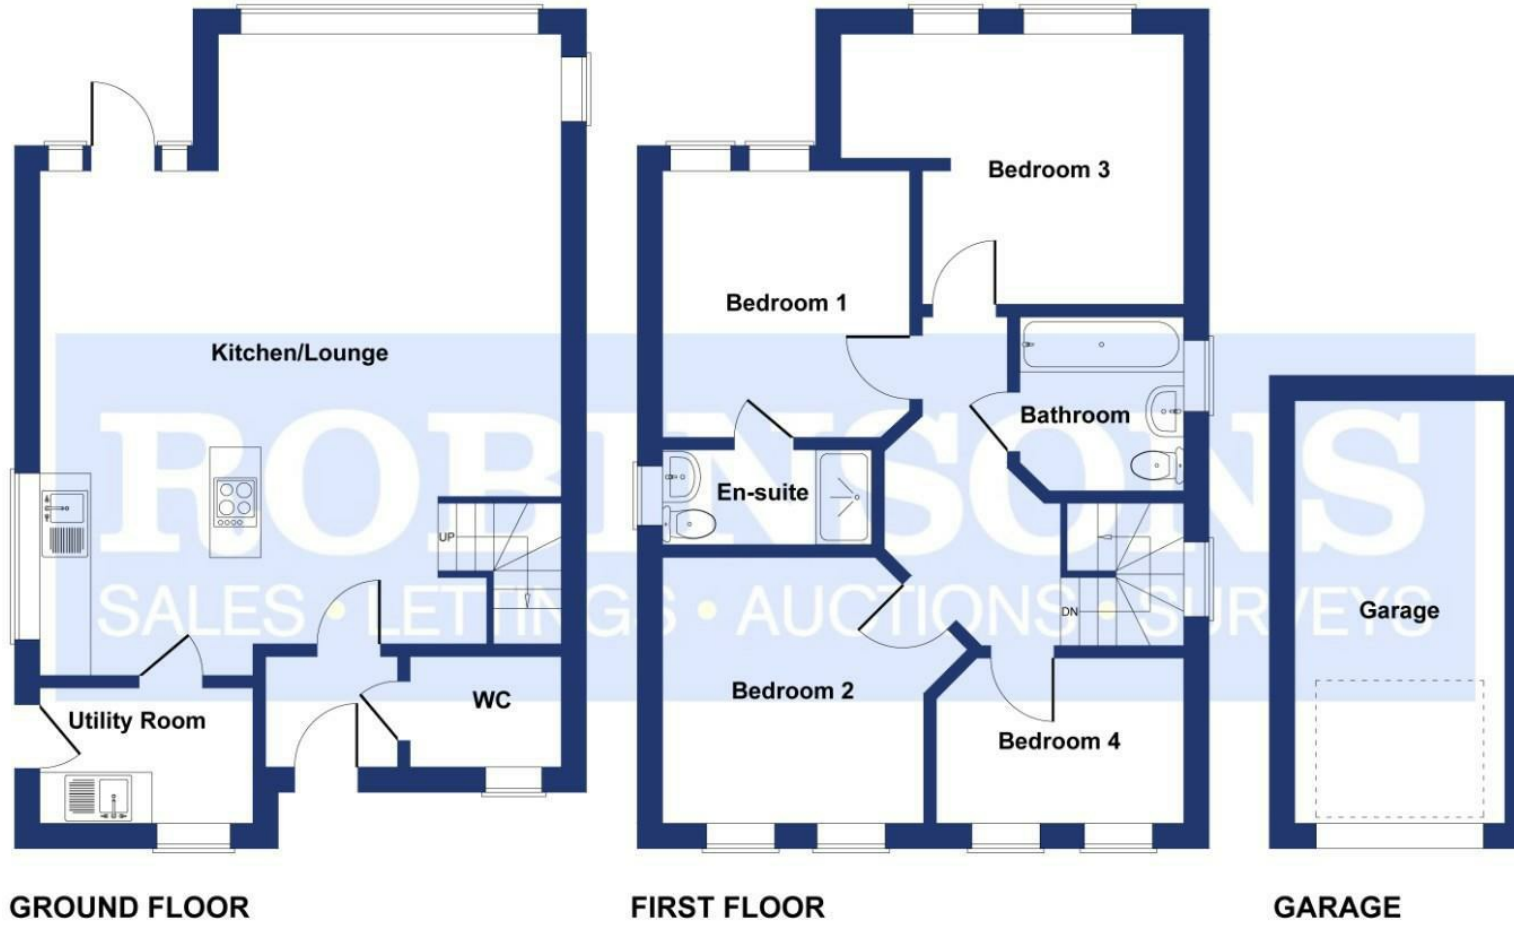 Kitchen/Lounge
UP
Utility Room
WC
GROUND FLOOR
Bedroom 3
Bedroom 1
Bathroom
En-suite
DN
Bedroom 2
Bedroom 4
FIRST FLOOR
Garage
GARAGE
ROBINSONS
SALES • LETTINGS • AUCTIONS • SURVEYS